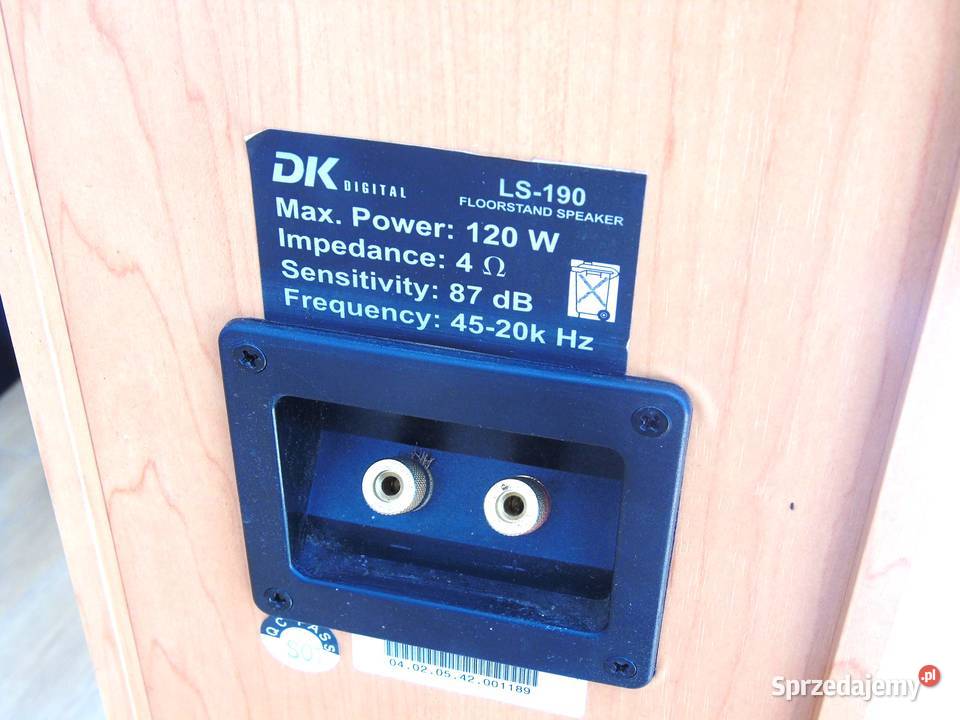 DK DIGITAL
LS-190
FLOORSTAND SPEAKER
Max. Power: 120 W
Impedance: 4 Ω
Sensitivity: 87 dB
Frequency: 45-20k Hz
QC PASS
04.02.05.42.001189
Sprzedajemy.pl